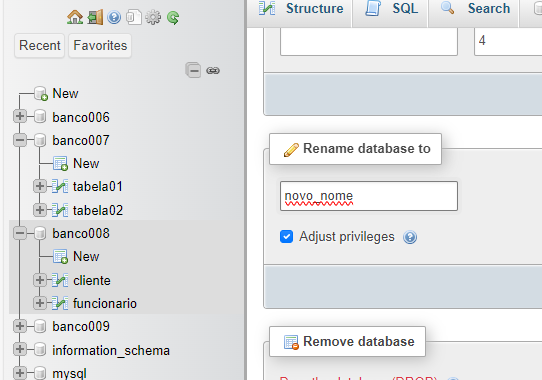 Recent
Favorites
New
banco006
banco007
New
tabela01
tabela02
banco008
New
cliente
funcionario
banco009
information_schema
mysql
Structure
SQL
Search
4
Rename database to
novo_nome
Adjust privileges
Remove database